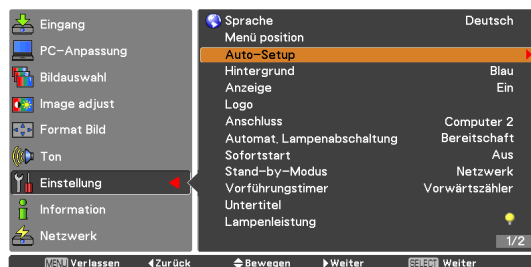 Eingang
PC-Anpassung
Bildauswahl
Image adjust
Format Bild
Ton
Einstellung
Information
Netzwerk
Sprache Deutsch
Menü position
Auto-Setup
Hintergrund Blau
Anzeige Ein
Logo
Anschluss Computer 2
Automat. Lampenabschaltung Bereitschaft
Sofortstart Aus
Stand-by-Modus Netzwerk
Vorführungstimer Vorwärtszähler
Untertitel
Lampenleistung
1/2
MENU Verlassen Zurück Bewegen Weiter SELECT Weiter